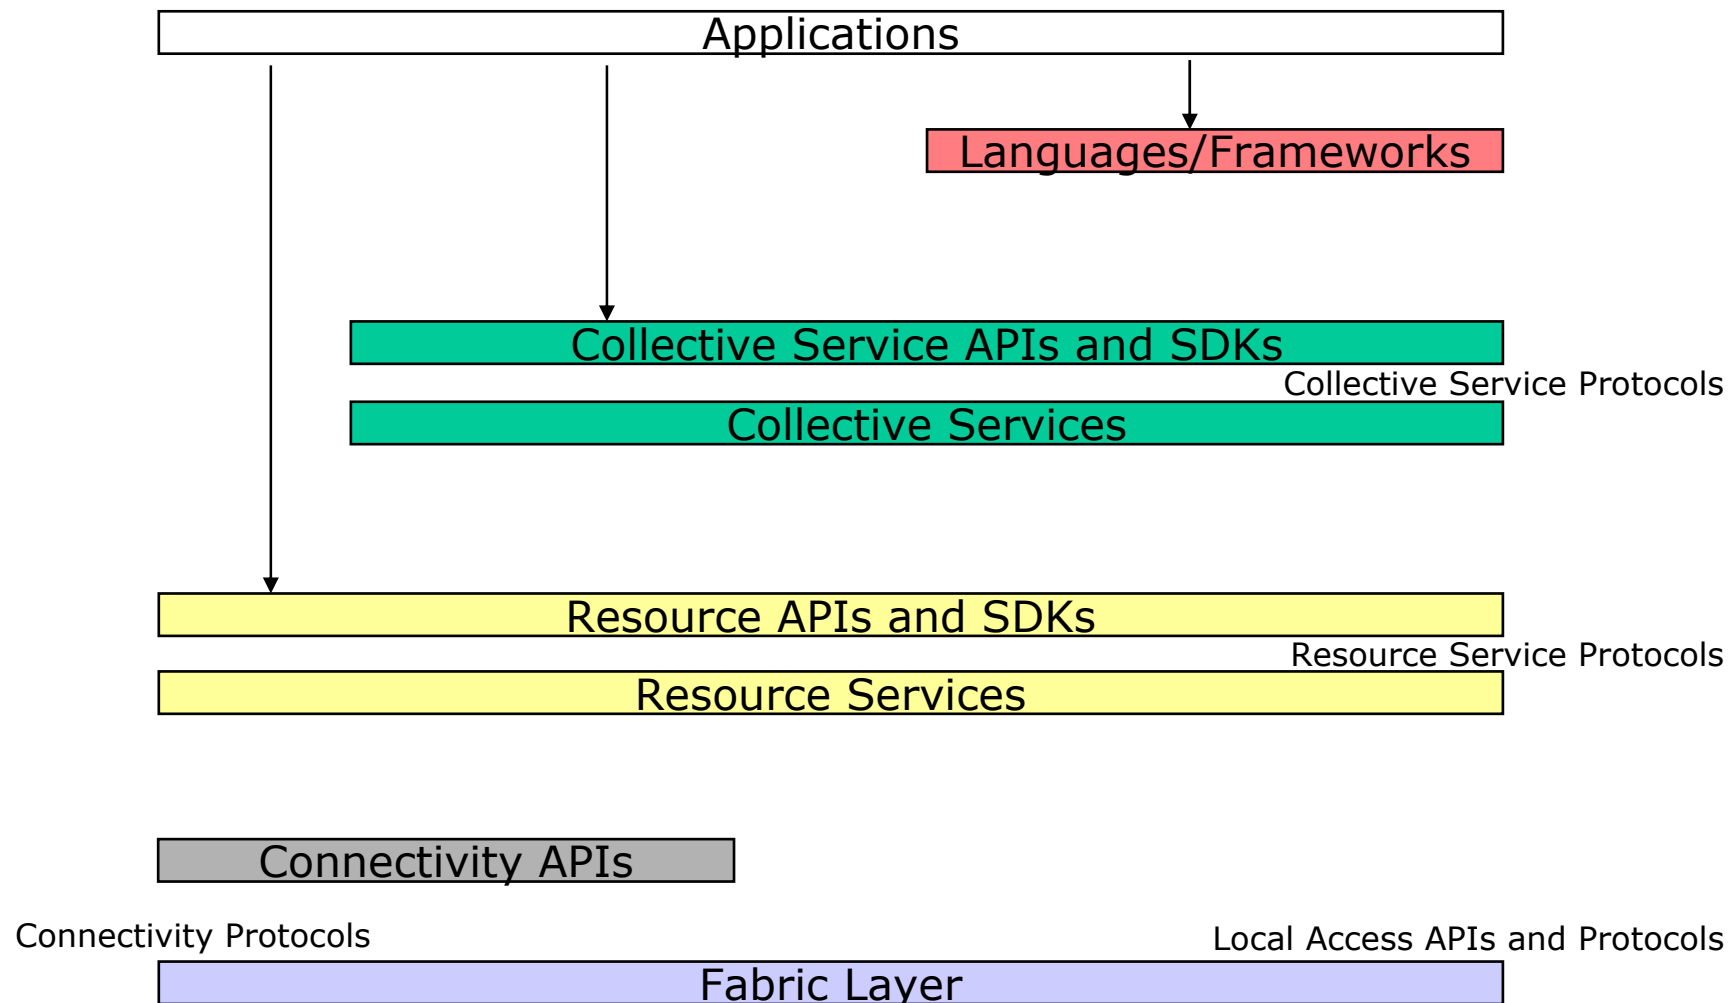 Applications
Languages/Frameworks
Collective Service APIs and SDKs
Collective Service Protocols
Collective Services
Resource APIs and SDKs
Resource Service Protocols
Resource Services
Connectivity APIs
Connectivity Protocols
Local Access APIs and Protocols
Fabric Layer